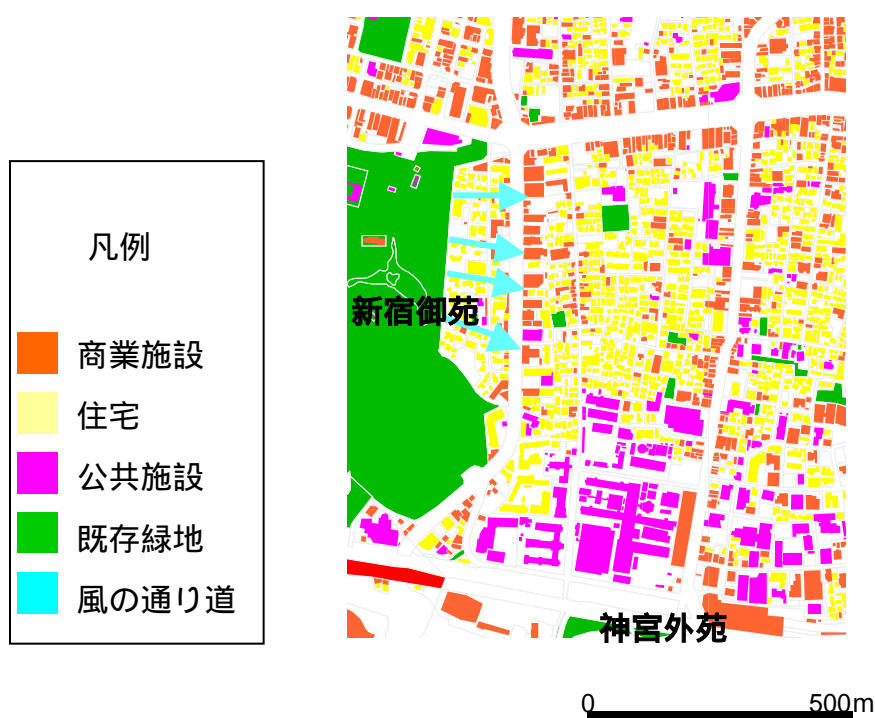 凡例
商業施設
住宅
公共施設
既存緑地
風の通り道
新宿御苑
神宮外苑
0 500m